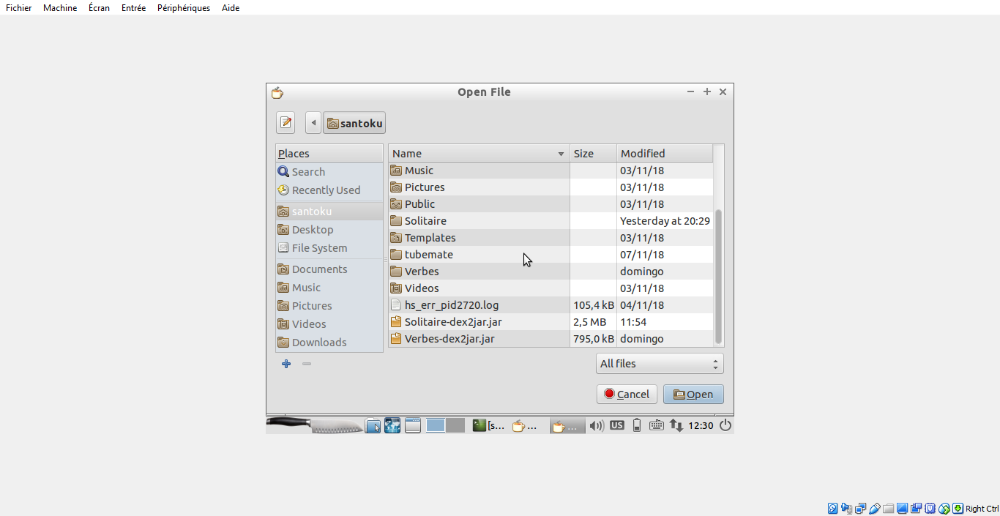 Fichier Machine Écran Entrée Périphériques Aide
Open File
santoku
Places
Search
Recently Used
santoku
Desktop
File System
Documents
Music
Pictures
Videos
Downloads
Name Size Modified
Music 03/11/18
Pictures 03/11/18
Public 03/11/18
Solitaire Yesterday at 20:29
Templates 03/11/18
tubemate 07/11/18
Verbes domingo
Videos 03/11/18
hs_err_pid2720.log 105,4 kB 04/11/18
Solitaire-dex2jar.jar 2,5 MB 11:54
Verbes-dex2jar.jar 795,0 kB domingo
All files
Cancel Open
[s... ... ... US 12:30
Right Ctrl